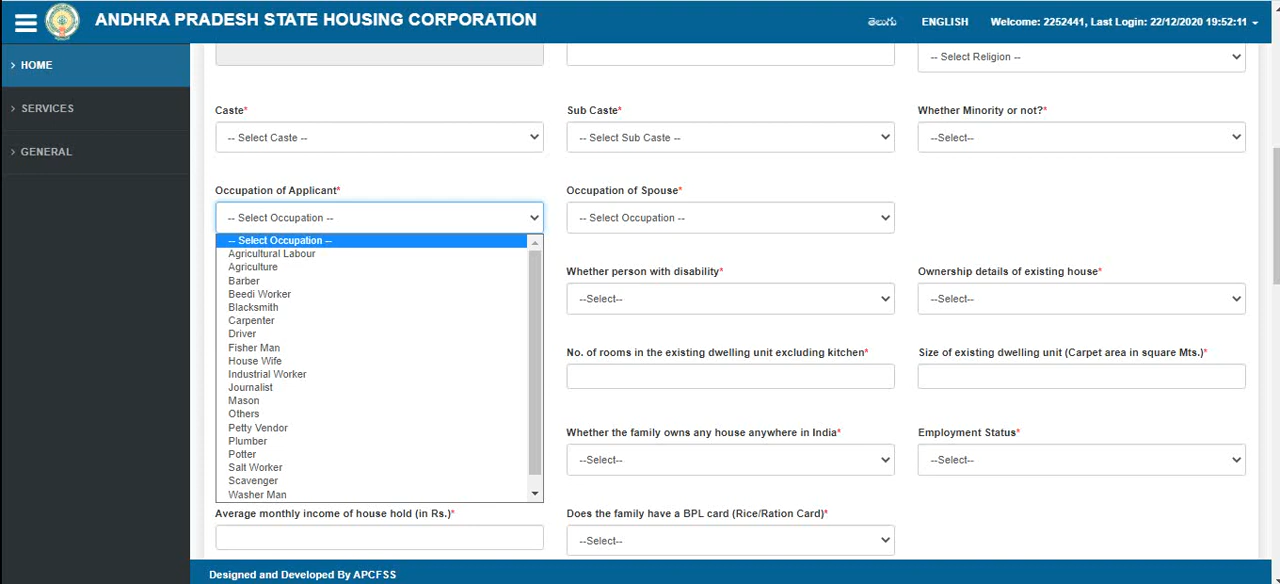 ANDHRA PRADESH STATE HOUSING CORPORATION
తెలుగు ENGLISH Welcome: 2252441, Last Login: 22/12/2020 19:52:11
HOME
SERVICES
GENERAL
-- Select Religion --
Caste* Sub Caste* Whether Minority or not?*
-- Select Caste -- -- Select Sub Caste -- --Select--
Occupation of Applicant* Occupation of Spouse*
-- Select Occupation -- -- Select Occupation --
-- Select Occupation --
Agricultural Labour
Agriculture
Barber
Beedi Worker
Blacksmith
Carpenter
Driver
Fisher Man
House Wife
Industrial Worker
Journalist
Mason
Others
Petty Vendor
Plumber
Potter
Salt Worker
Scavenger
Washer Man
Whether person with disability* Ownership details of existing house*
--Select-- --Select--
No. of rooms in the existing dwelling unit excluding kitchen* Size of existing dwelling unit (Carpet area in square Mts.)*
Whether the family owns any house anywhere in India* Employment Status*
--Select-- --Select--
Average monthly income of house hold (in Rs.)* Does the family have a BPL card (Rice/Ration Card)*
--Select--
Designed and Developed By APCFSS